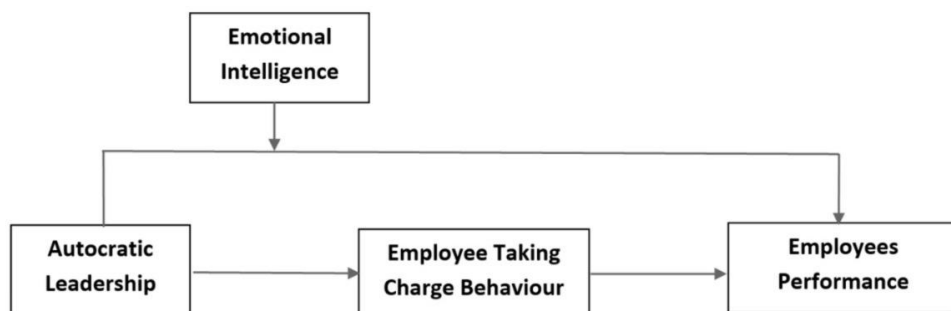 Emotional
Intelligence
Autocratic
Leadership
Employee Taking
Charge Behaviour
Employees
Performance